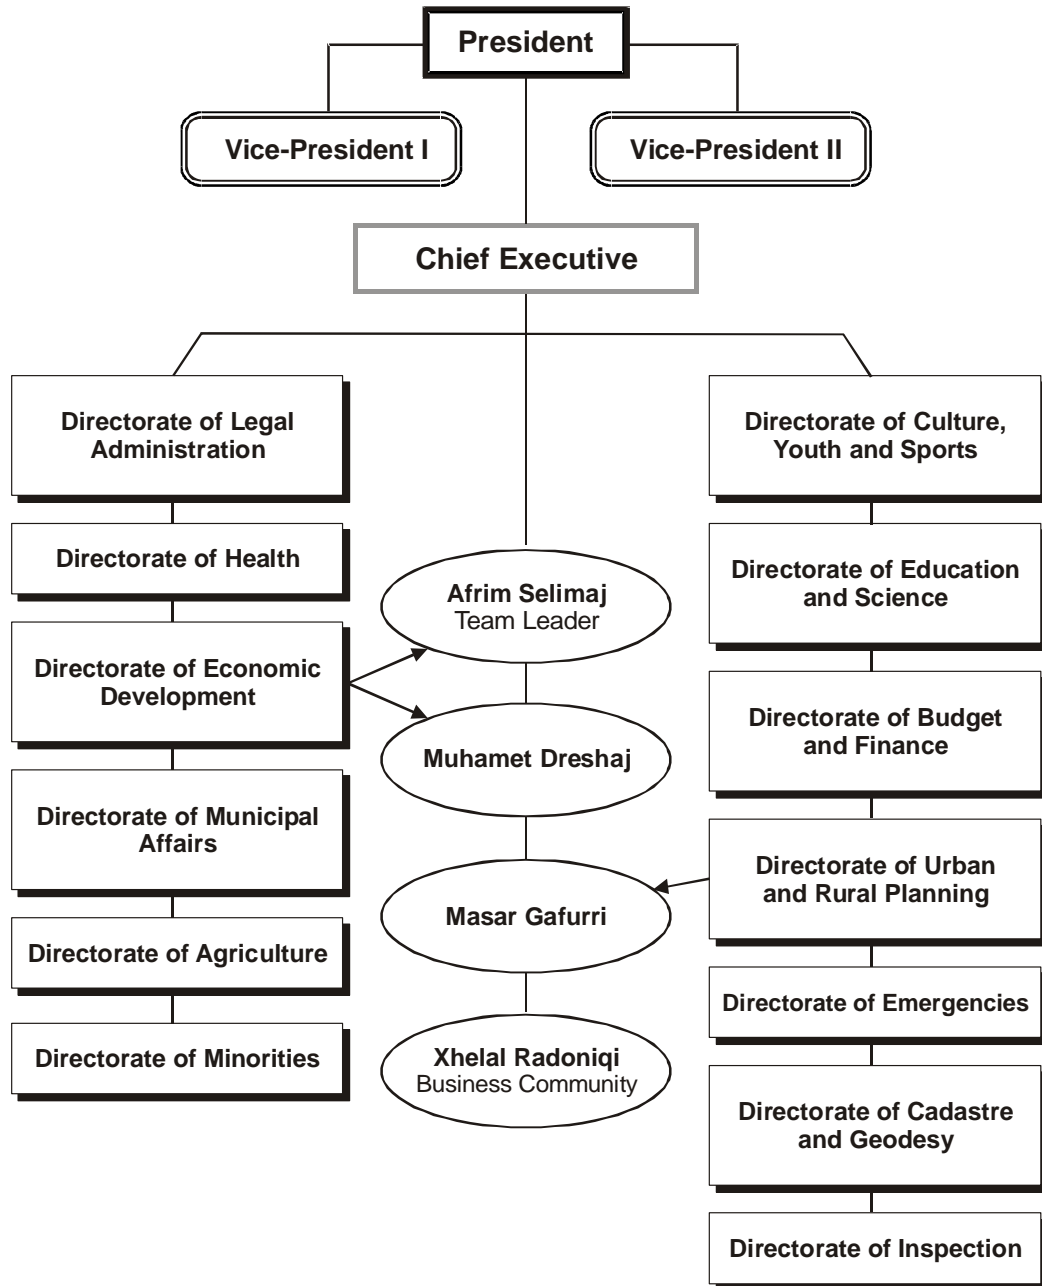 President
Vice-President I
Vice-President II
Chief Executive
Directorate of Legal
Administration
Directorate of Health
Directorate of Economic
Development
Directorate of Municipal
Affairs
Directorate of Agriculture
Directorate of Minorities
Afrim Selimaj
Team Leader
Muhamet Dreshaj
Masar Gafurri
Xhelal Radoniqi
Business Community
Directorate of Culture,
Youth and Sports
Directorate of Education
and Science
Directorate of Budget
and Finance
Directorate of Urban
and Rural Planning
Directorate of Emergencies
Directorate of Cadastre
and Geodesy
Directorate of Inspection